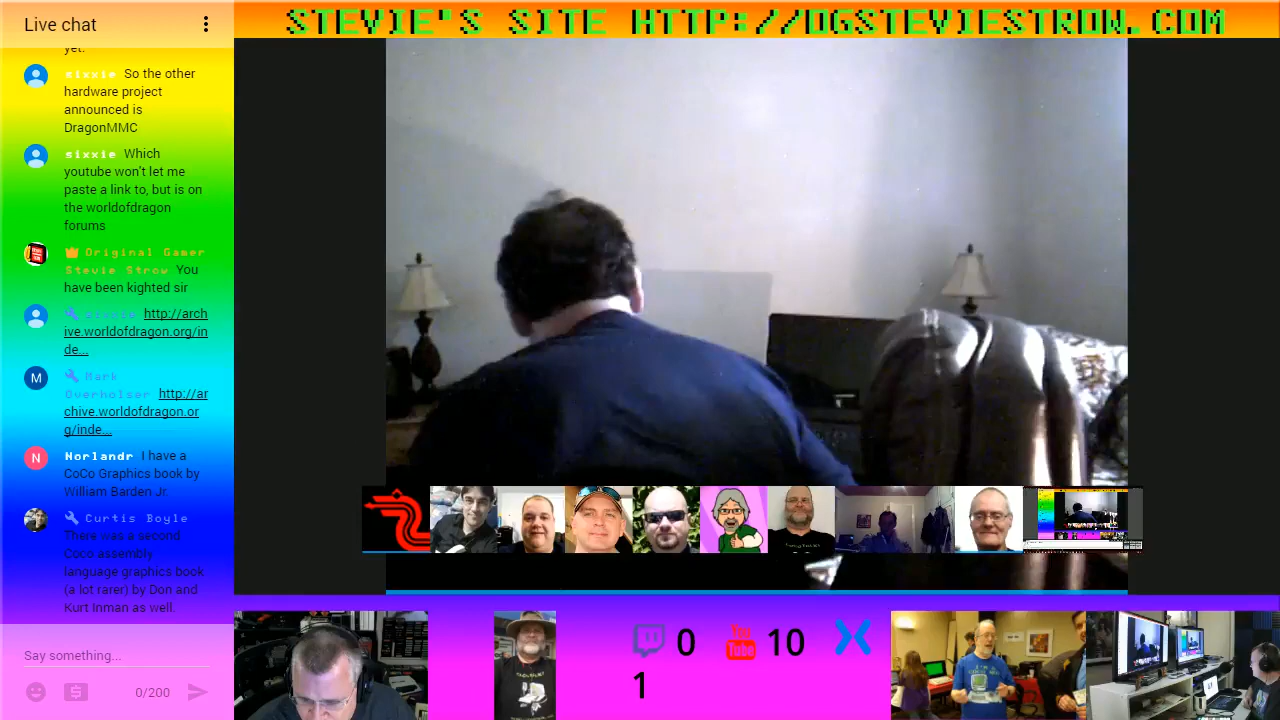 STEVIE'S SITE HTTP://OGSTEVIESTROW.COM
Live chat
yet.
sixxie So the other
hardware project
announced is
DragonMMC
sixxie Which
youtube won't let me
paste a link to, but is on
the worldofdragon
forums
Original Gamer
Stevie Strow You
have been kighted sir
sixxie http://arch
ive.worldofdragon.org/in
de...
M
Mark
Overholser http://ar
chive.worldofdragon.or
g/inde...
N
Norlandr I have a
CoCo Graphics book by
William Barden Jr.
Curtis Boyle
There was a second
Coco assembly
language graphics book
(a lot rarer) by Don and
Kurt Inman as well.
Say something...
0/200
0
You
Tube
10
1